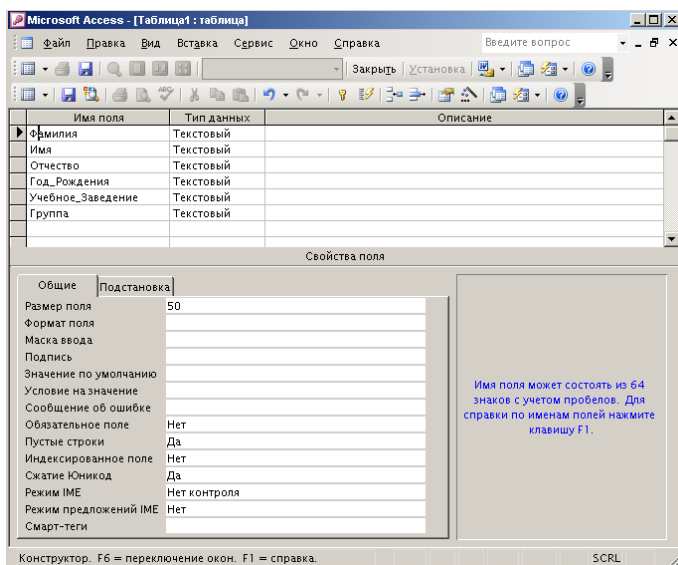 Microsoft Access - [Таблица1 : таблица]
Файл Правка Вид Вставка Сервис Окно Справка Введите вопрос
Закрыть Установка
Имя поля Тип данных Описание
Фамилия Текстовый
Имя Текстовый
Отчество Текстовый
Год_Рождения Текстовый
Учебное_Заведение Текстовый
Группа Текстовый
Свойства поля
Общие Подстановка
Размер поля 50
Формат поля
Маска ввода
Подпись
Значение по умолчанию
Условие на значение
Сообщение об ошибке
Обязательное поле Нет
Пустые строки Да
Индексированное поле Нет
Сжатие Юникод Да
Режим IME Нет контроля
Режим предложений IME Нет
Смарт-теги
Имя поля может состоять из 64
знаков с учетом пробелов. Для
справки по именам полей нажмите
клавишу F1.
Конструктор. F6 = переключение окон. F1 = справка. SCRL